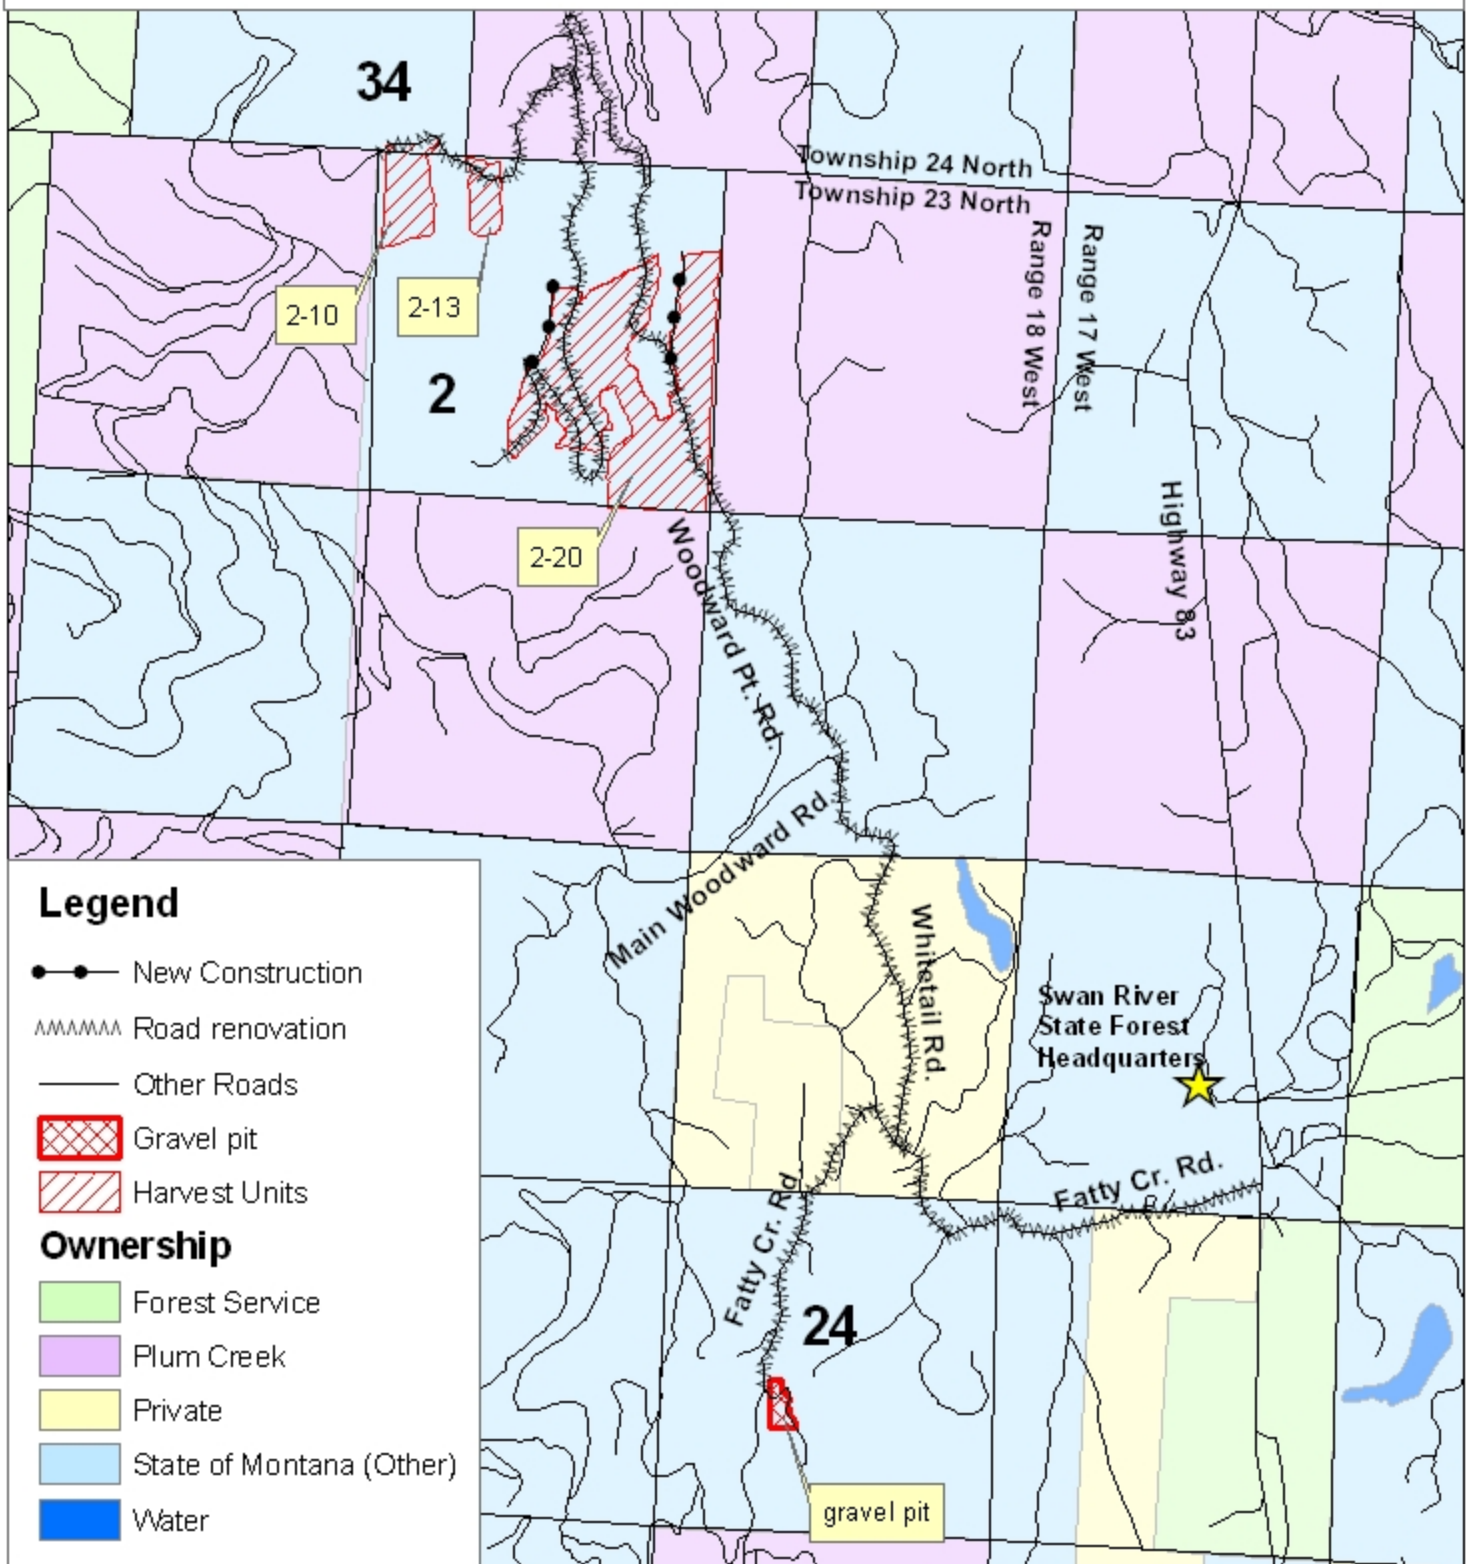 34
Township 24 North
Township 23 North
Range 18 West
Range 17 West
2-10
2-13
2
Highway 83
2-20
Woodward Pt. Rd.
Main Woodward Rd.
Whitetail Rd.
Swan River
State Forest
Headquarters
Fatty Cr. Rd.
Fatty Cr. Rd
24
gravel pit
Legend
New Construction
Road renovation
Other Roads
Gravel pit
Harvest Units
Ownership
Forest Service
Plum Creek
Private
State of Montana (Other)
Water